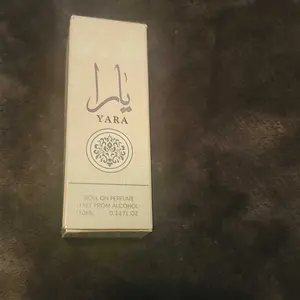 يارا
YARA
ROLL ON PERFUME
FREE FROM ALCOHOL
10ML 0.34 FL.OZ